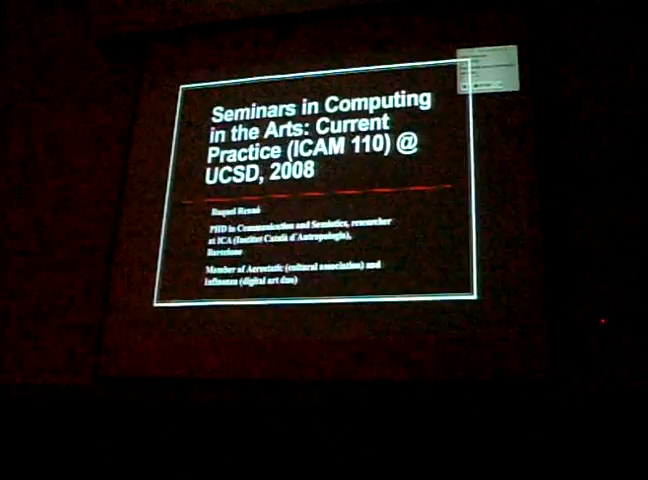 Seminars in Computing
in the Arts: Current
Practice (ICAM 110) @
UCSD, 2008
Raquel Rennó
PHD in Communication and Semiotics, researcher
at ICA (Institut Català d'Antropologia),
Barcelona
Member of Aerostatic (cultural association) and
Influenza (digital art duo)